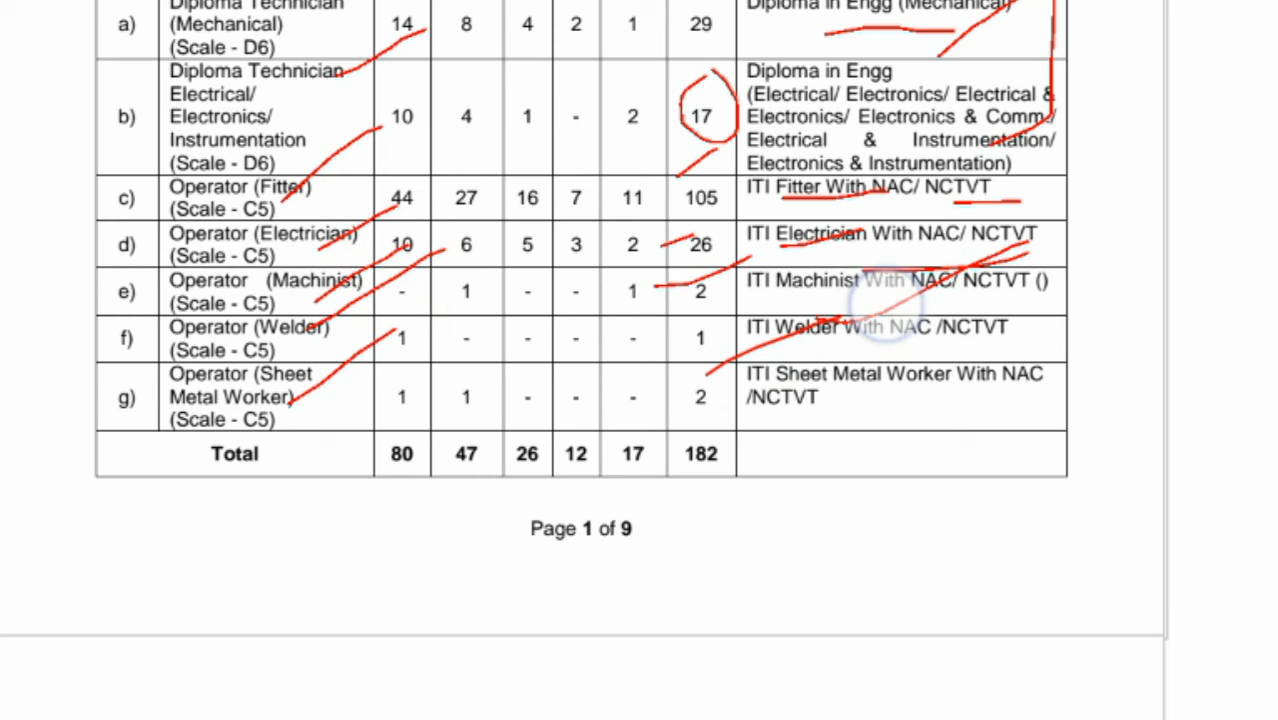 Diploma Technician
a) (Mechanical) 14 8 4 2 1 29 Diploma in Engg (Mechanical)
(Scale - D6)
Diploma Technician Diploma in Engg
Electrical/ (Electrical/ Electronics/ Electrical &
b) Electronics/ 10 4 1 - 2 17 Electronics/ Electronics & Comm./
Instrumentation Electrical & Instrumentation/
(Scale - D6) Electronics & Instrumentation)
c) Operator (Fitter) 44 27 16 7 11 105 ITI Fitter With NAC/ NCTVT
(Scale - C5)
d) Operator (Electrician) 10 6 5 3 2 26 ITI Electrician With NAC/ NCTVT
(Scale - C5)
e) Operator (Machinist) - 1 - - 1 2 ITI Machinist With NAC/ NCTVT ()
(Scale - C5)
f) Operator (Welder) 1 - - - - 1 ITI Welder With NAC /NCTVT
(Scale - C5)
Operator (Sheet ITI Sheet Metal Worker With NAC
g) Metal Worker) 1 1 - - - 2 /NCTVT
(Scale - C5)
Total 80 47 26 12 17 182
Page 1 of 9